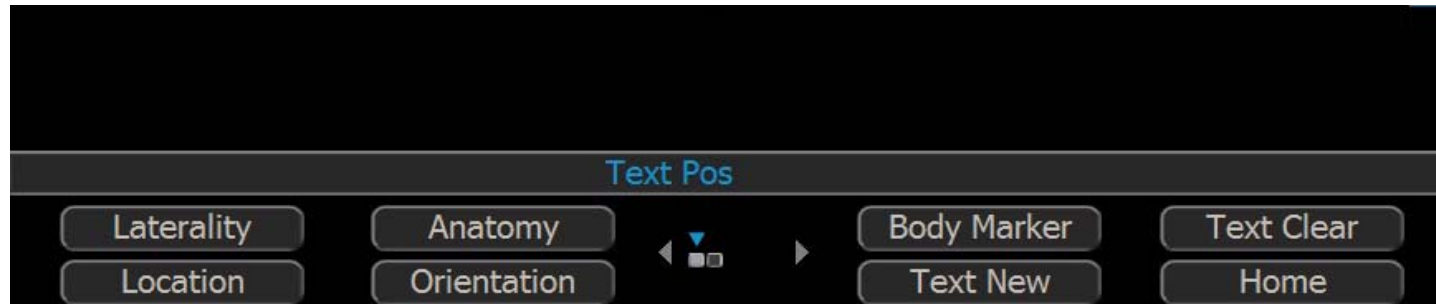 Text Pos
Laterality Anatomy Body Marker Text Clear
Location Orientation Text New Home